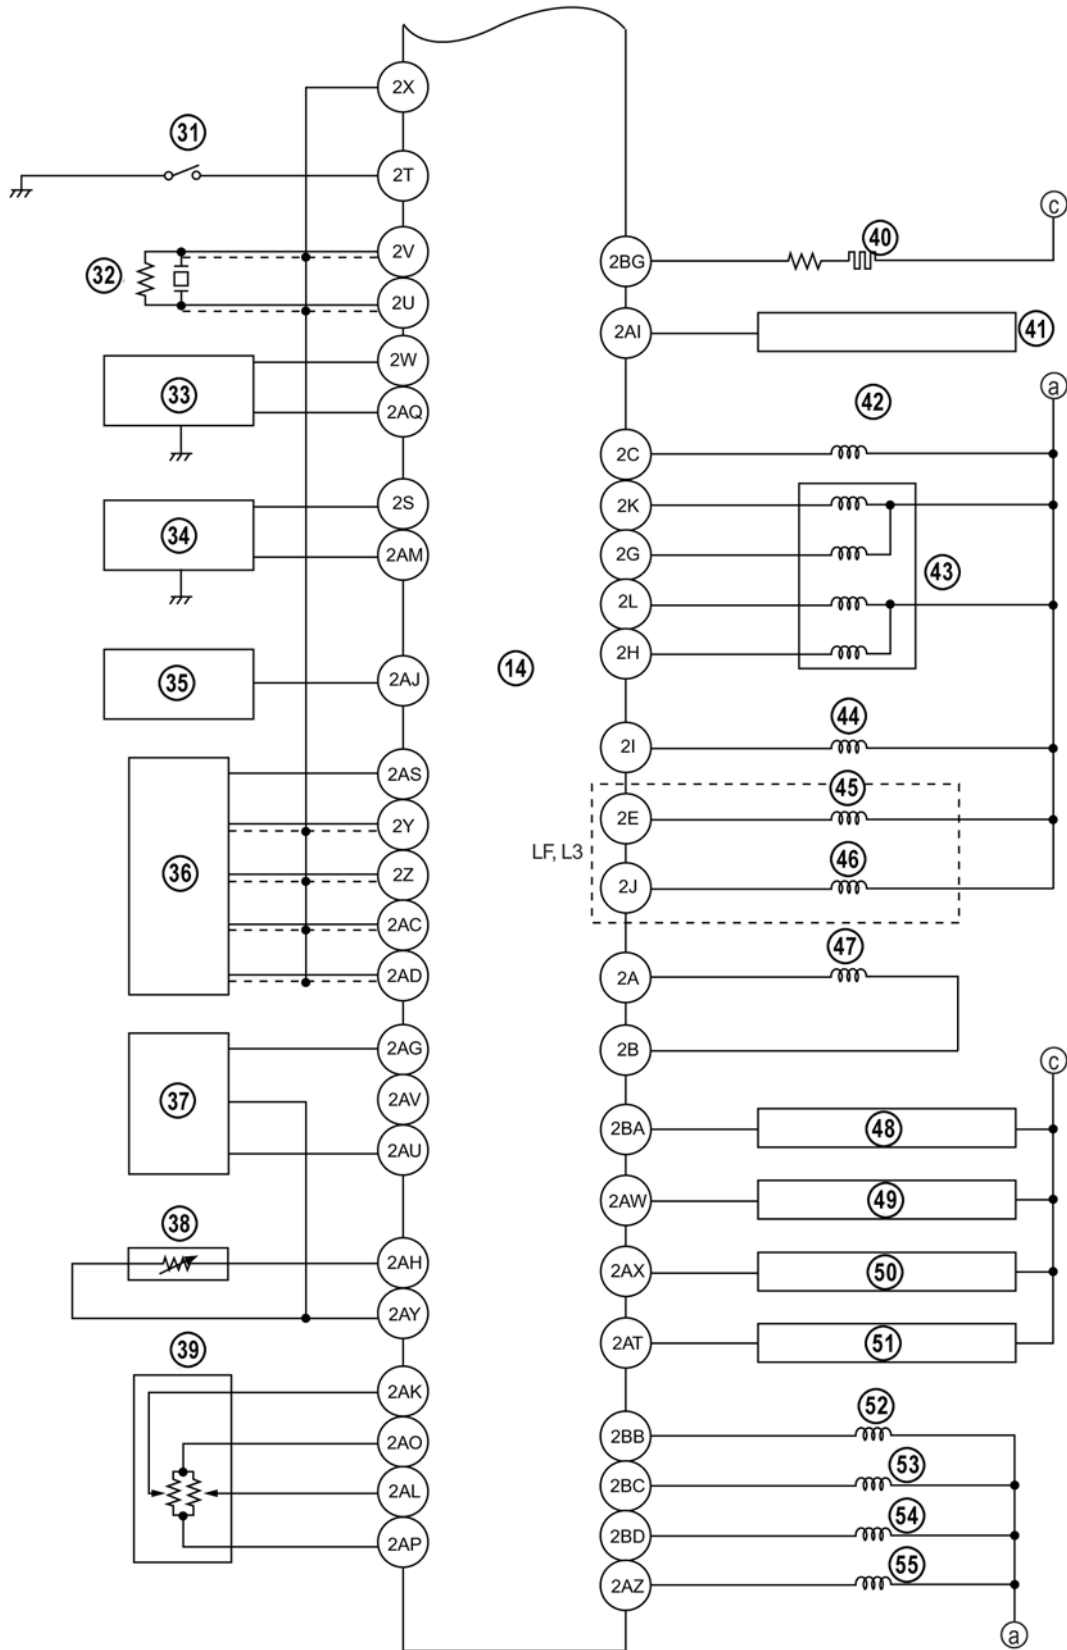 2X
31
2T
c
2V
40
32
2BG
2U
2AI
41
2W
33
a
2AQ
42
2C
2S
2K
34
2AM
2G
43
2L
2H
14
35
2AJ
44
2I
2AS
45
2Y
2E
LF, L3
36
2Z
46
2J
2AC
47
2AD
2A
2AG
2B
c
37
2AV
2BA
48
2AU
2AW
49
38
2AH
2AX
50
2AY
2AT
51
39
2AK
52
2BB
2AO
53
2BC
2AL
54
2BD
2AP
55
2AZ
a